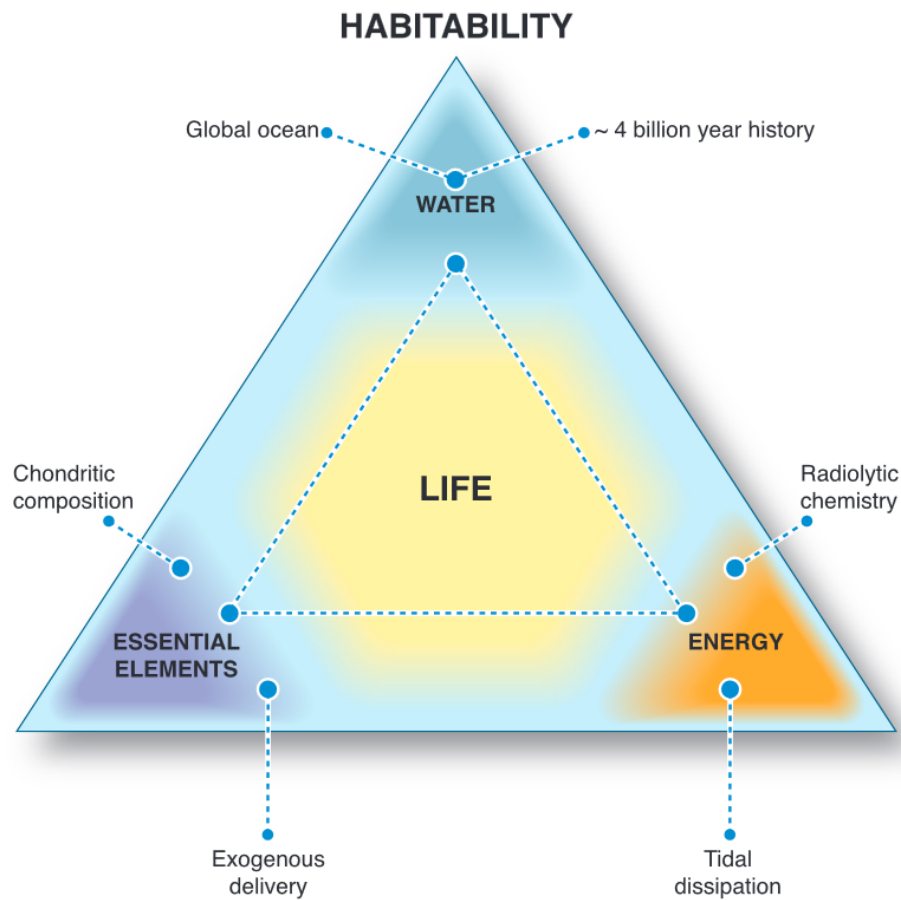 HABITABILITY
Global ocean
~ 4 billion year history
WATER
Chondritic
composition
LIFE
Radiolytic
chemistry
ESSENTIAL
ELEMENTS
ENERGY
Exogenous
delivery
Tidal
dissipation